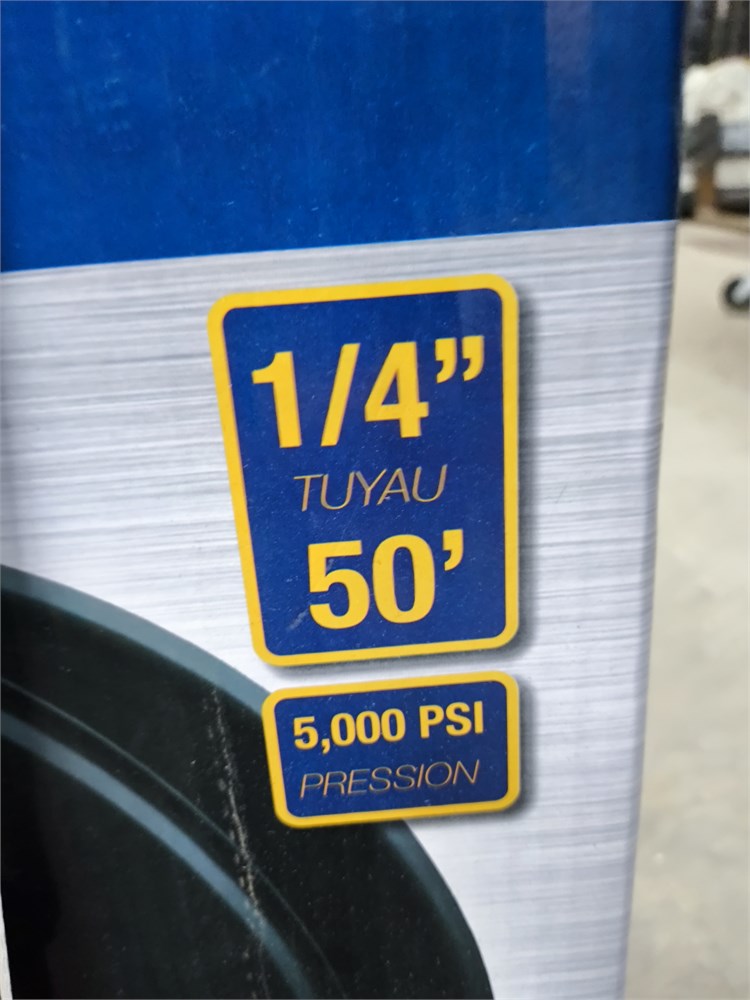 1/4”
TUYAU
50’
5,000 PSI
PRESSION